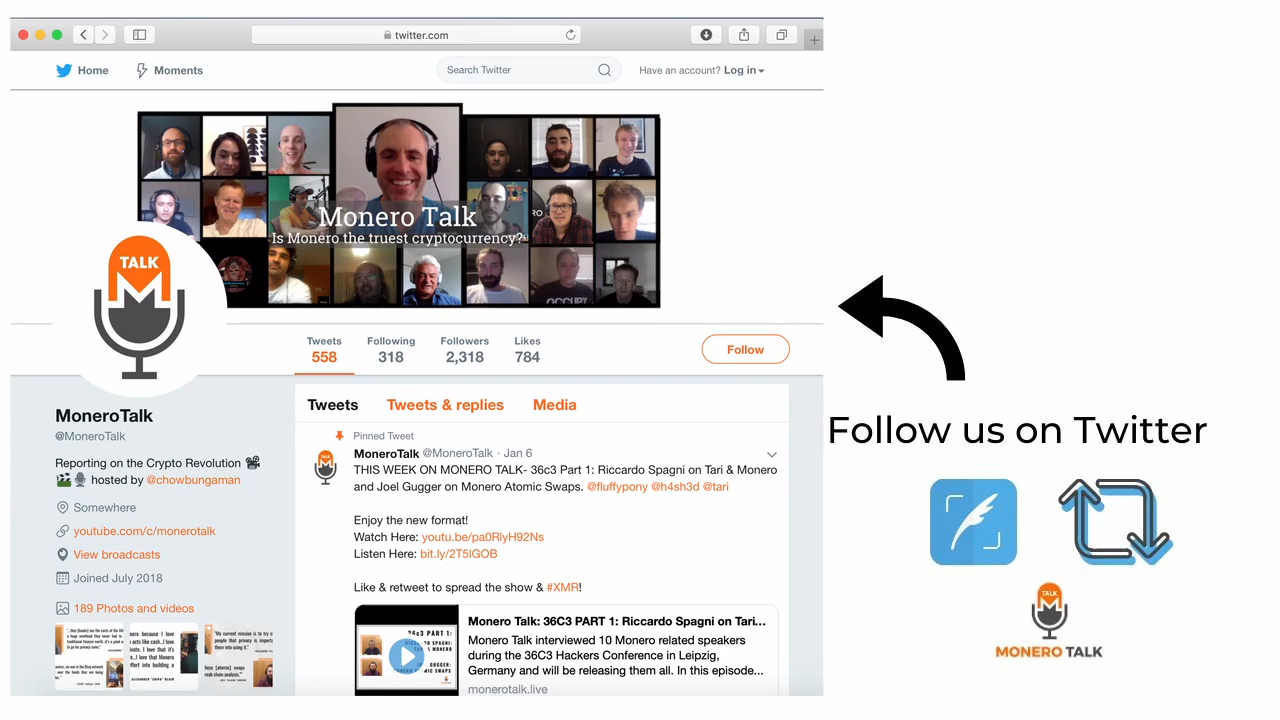 twitter.com
Home
Moments
Search Twitter
Have an account? Log in
Monero Talk
Is Monero the truest cryptocurrency?
OCCUPY
TALK
Tweets
558
Following
318
Followers
2,318
Likes
784
Follow
MoneroTalk
@MoneroTalk
Reporting on the Crypto Revolution
hosted by @chowbungaman
Somewhere
youtube.com/c/monerotalk
View broadcasts
Joined July 2018
189 Photos and videos
Tweets
Tweets & replies
Media
Pinned Tweet
MoneroTalk @MoneroTalk · Jan 6
THIS WEEK ON MONERO TALK- 36c3 Part 1: Riccardo Spagni on Tari & Monero
and Joel Gugger on Monero Atomic Swaps. @fluffypony @h4sh3d @tari
Enjoy the new format!
Watch Here: youtu.be/pa0RlyH92Ns
Listen Here: bit.ly/2T5lGOB
Like & retweet to spread the show & #XMR!
Monero Talk: 36C3 PART 1: Riccardo Spagni on Tari...
Monero Talk interviewed 10 Monero related speakers
during the 36C3 Hackers Conference in Leipzig,
Germany and will be releasing them all. In this episode...
monerotalk.live
Follow us on Twitter
TALK
MONERO TALK